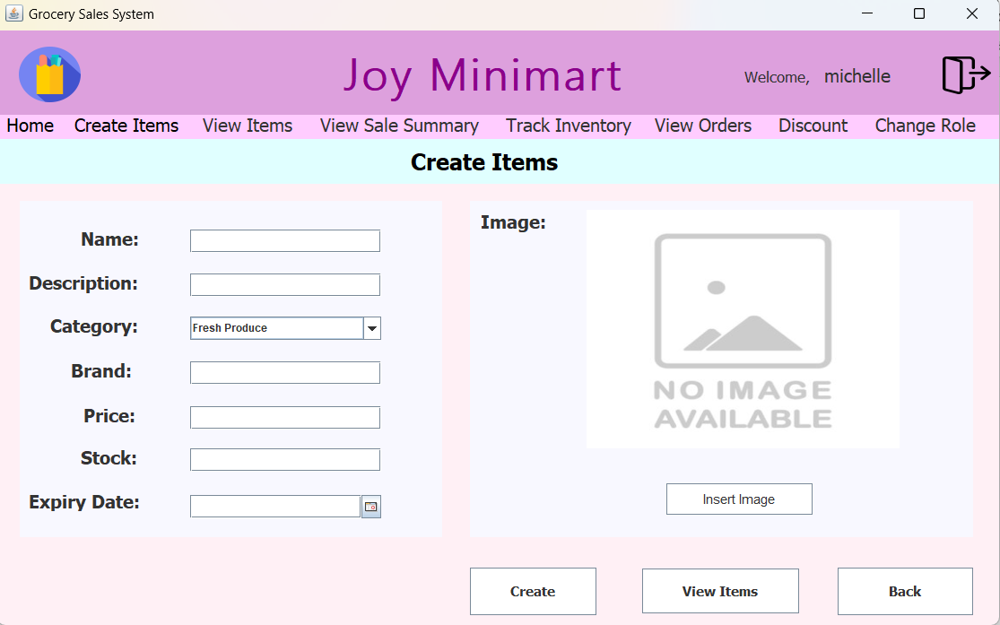 Grocery Sales System
Joy Minimart
Welcome, michelle
Home Create Items View Items View Sale Summary Track Inventory View Orders Discount Change Role
Create Items
Name:
Description:
Category: Fresh Produce
Brand:
Price:
Stock:
Expiry Date:
Image:
NO IMAGE
AVAILABLE
Insert Image
Create View Items Back